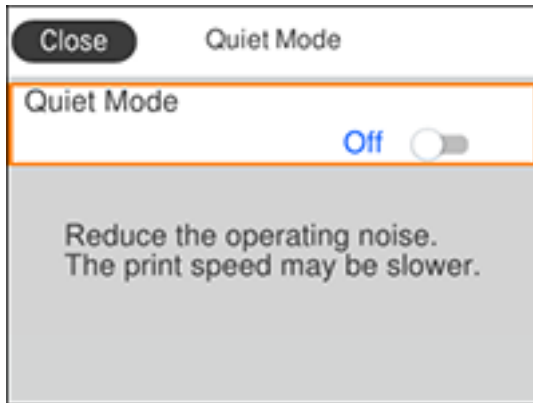 Close Quiet Mode
Quiet Mode
Off
Reduce the operating noise.
The print speed may be slower.